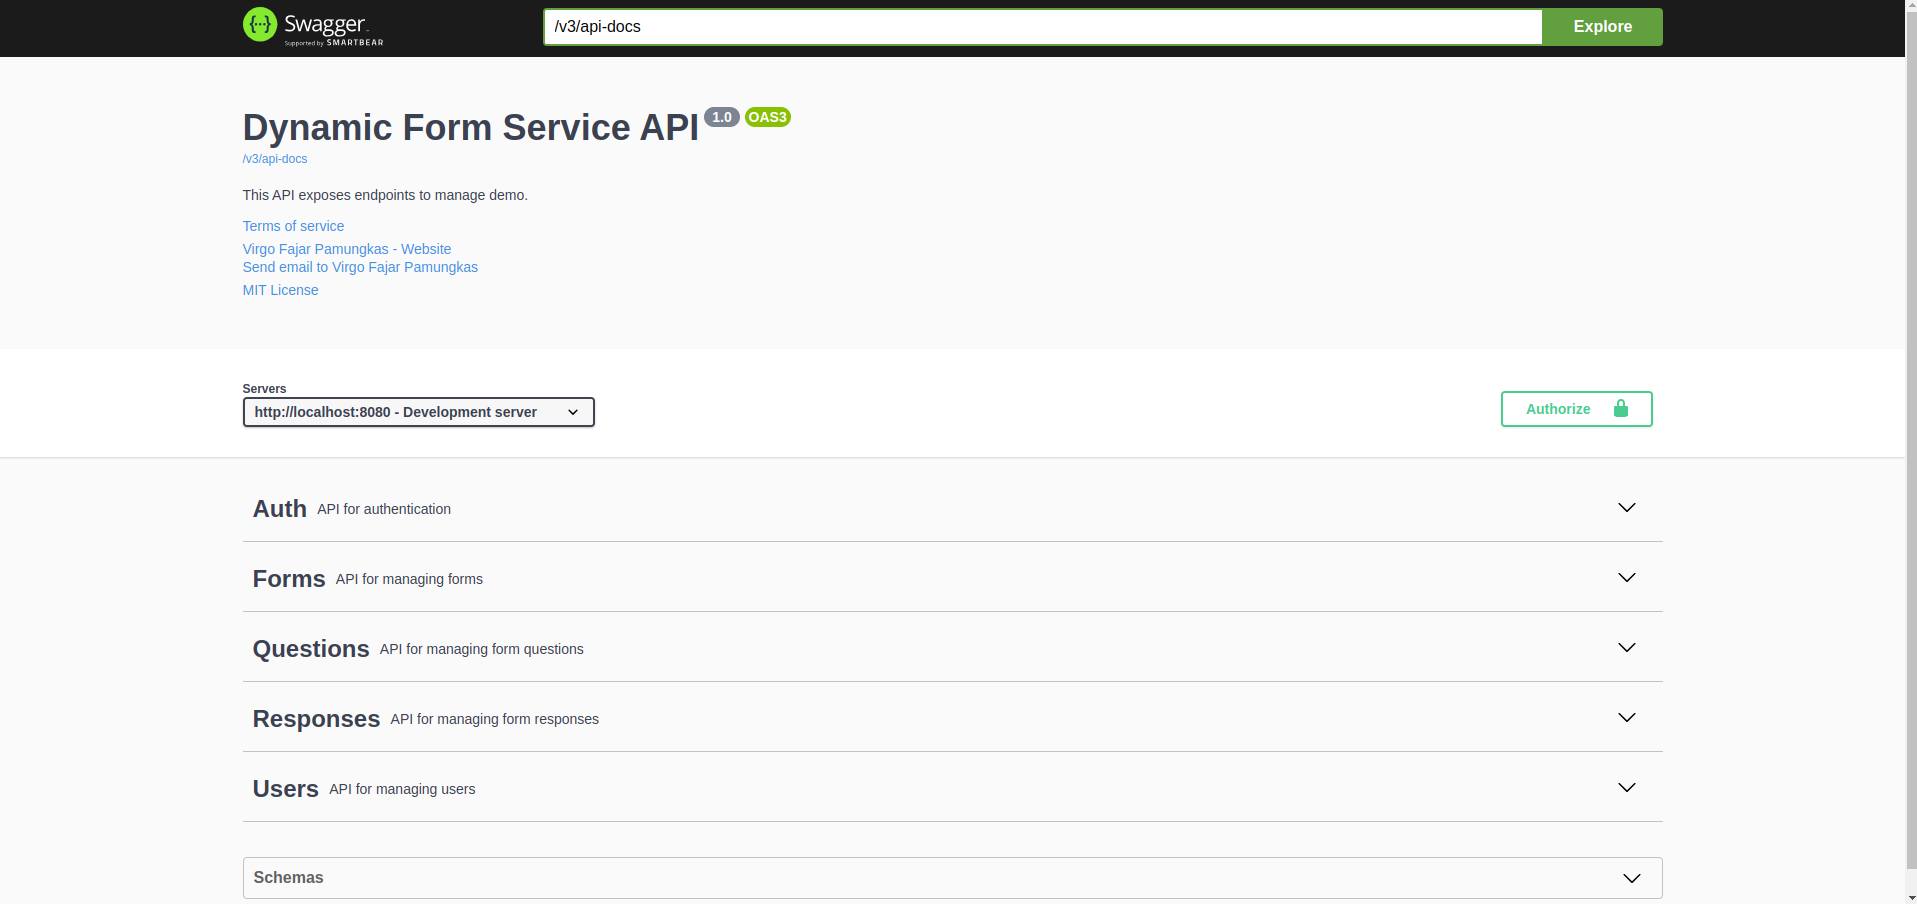 Swagger
Supported by SMARTBEAR
/v3/api-docs
Explore
Dynamic Form Service API 1.0 OAS3
/v3/api-docs
This API exposes endpoints to manage demo.
Terms of service
Virgo Fajar Pamungkas - Website
Send email to Virgo Fajar Pamungkas
MIT License
Servers
http://localhost:8080 - Development server
Authorize
Auth API for authentication
Forms API for managing forms
Questions API for managing form questions
Responses API for managing form responses
Users API for managing users
Schemas